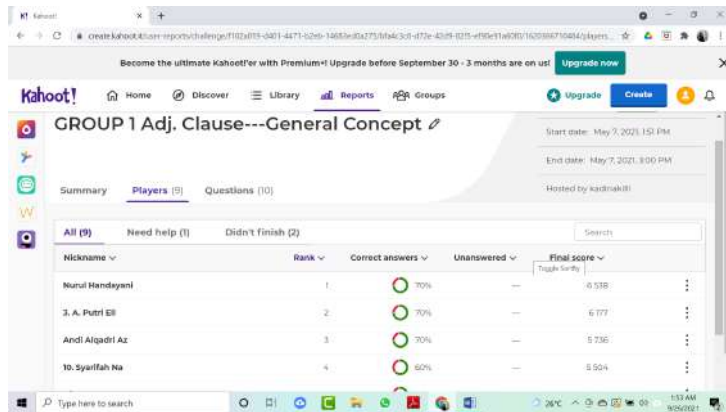 Kahoot!
Become the ultimate Kahoot!'er with Premium+! Upgrade before September 30 - 3 months are on us! Upgrade now
Kahoot! Home Discover Library Reports Groups Upgrade Create
GROUP 1 Adj. Clause---General Concept
Start date: May 7, 2021, 1:51 PM
End date: May 7, 2021, 3:00 PM
Hosted by kadinakiti
Summary Players (9) Questions (10)
All (9) Need help (1) Didn't finish (2) Search
Nickname Rank Correct answers Unanswered Final score
Toggle SortBy
Nurul Handayani 1 70% — 6 538
3. A. Putri Ell 2 70% — 6 177
Andi Alqadri Az 3 70% — 5 736
10. Syarifah Na 4 60% — 5 504
Type here to search
26°C
1:53 AM
9/26/2021